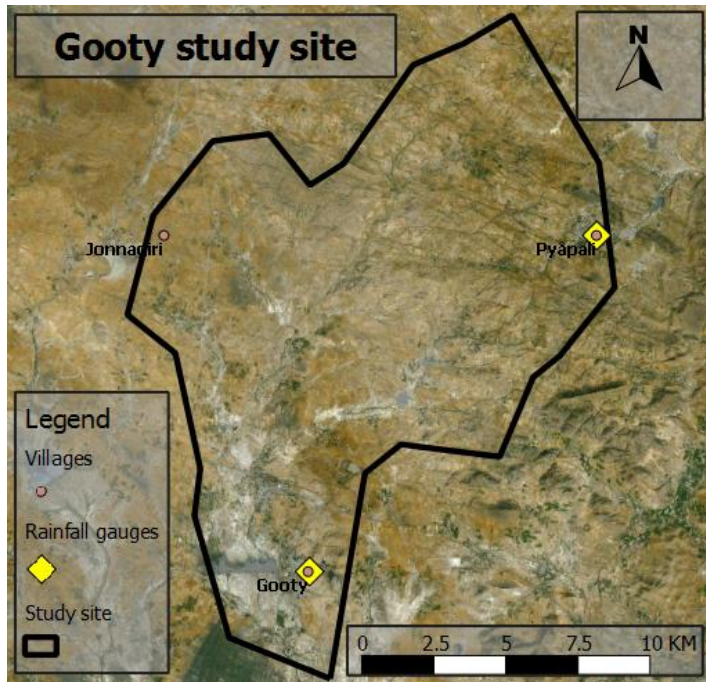 Gooty study site
N
Jonnagiri
Pyàpali
Legend
Villages
Rainfall gauges
Study site
Gooty
0 2.5 5 7.5 10 KM